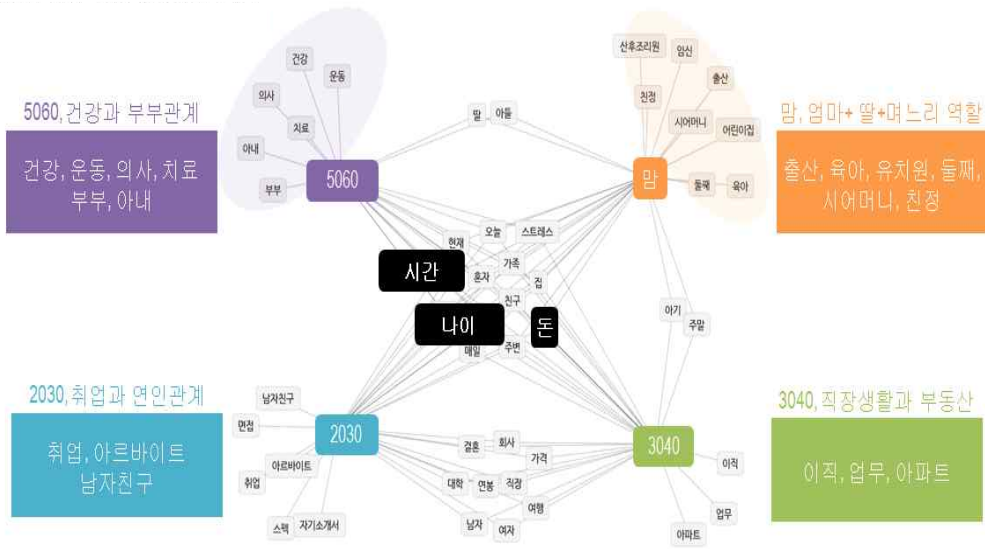 건강
운동
의사
치료
아내
부부
5060
5060, 건강과 부부관계
건강, 운동, 의사, 치료
부부, 아내
딸
아들
산후조리원
임신
출산
친정
시어머니
어린이집
둘째
육아
맘
맘, 엄마+ 딸+며느리 역할
출산, 육아, 유치원, 둘째,
시어머니, 친정
오늘
스트레스
현재
가족
시간
혼자
집
친구
나이
돈
매일
주변
아기
주말
2030, 취업과 연인관계
취업, 아르바이트
남자친구
남자친구
면접
2030
아르바이트
취업
스펙
자기소개서
결혼
회사
가격
대학
연봉
직장
여행
남자
여자
3040
이직
업무
아파트
3040, 직장생활과 부동산
이직, 업무, 아파트